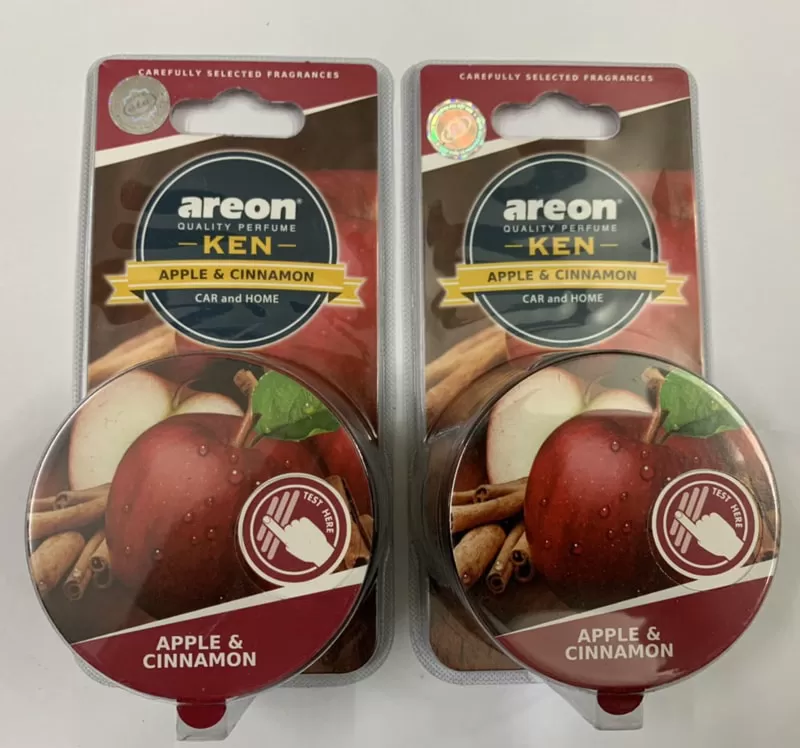 CAREFULLY SELECTED FRAGRANCES
areon®
QUALITY PERFUME
KEN
APPLE & CINNAMON
CAR and HOME
TEST HERE
APPLE &
CINNAMON
CAREFULLY SELECTED FRAGRANCES
areon®
QUALITY PERFUME
KEN
APPLE & CINNAMON
CAR and HOME
TEST HERE
APPLE &
CINNAMON